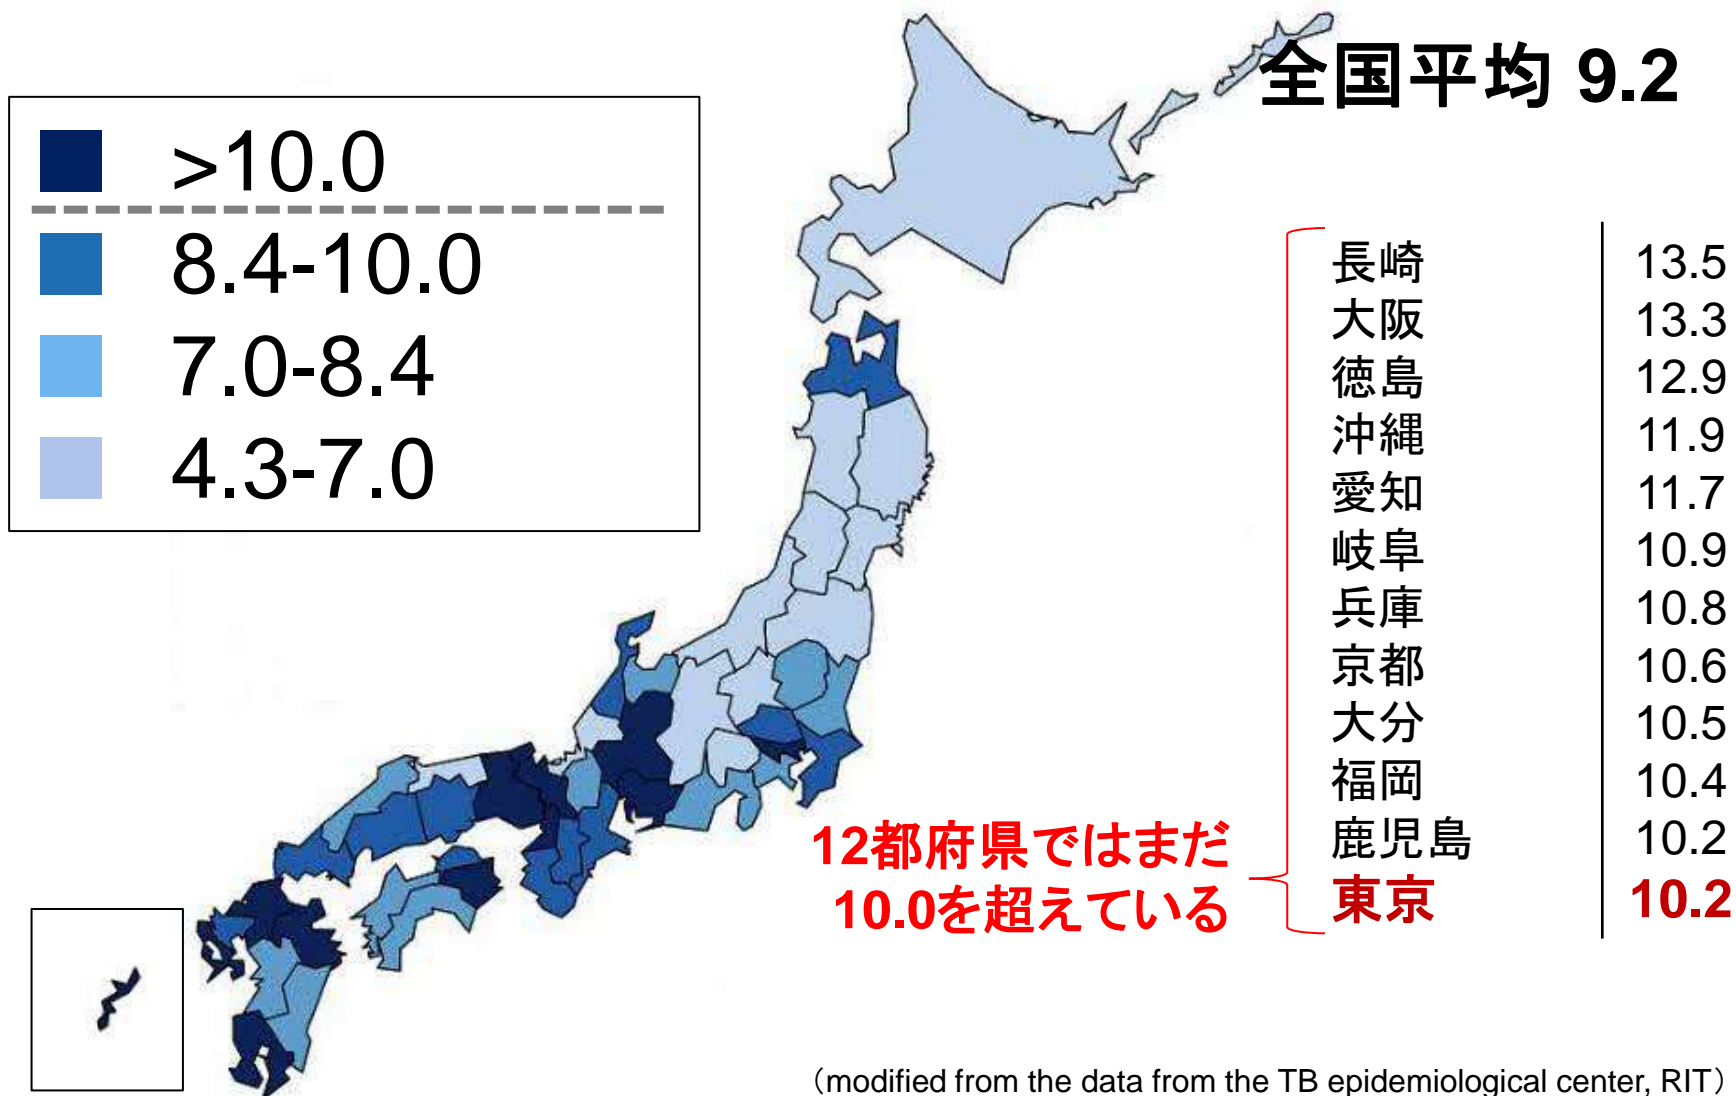 全国平均 9.2
>10.0
8.4-10.0
7.0-8.4
4.3-7.0
長崎 13.5
大阪 13.3
徳島 12.9
沖縄 11.9
愛知 11.7
岐阜 10.9
兵庫 10.8
京都 10.6
大分 10.5
福岡 10.4
鹿児島 10.2
東京 10.2
12都府県ではまだ
10.0を超えている
（modified from the data from the TB epidemiological center, RIT）